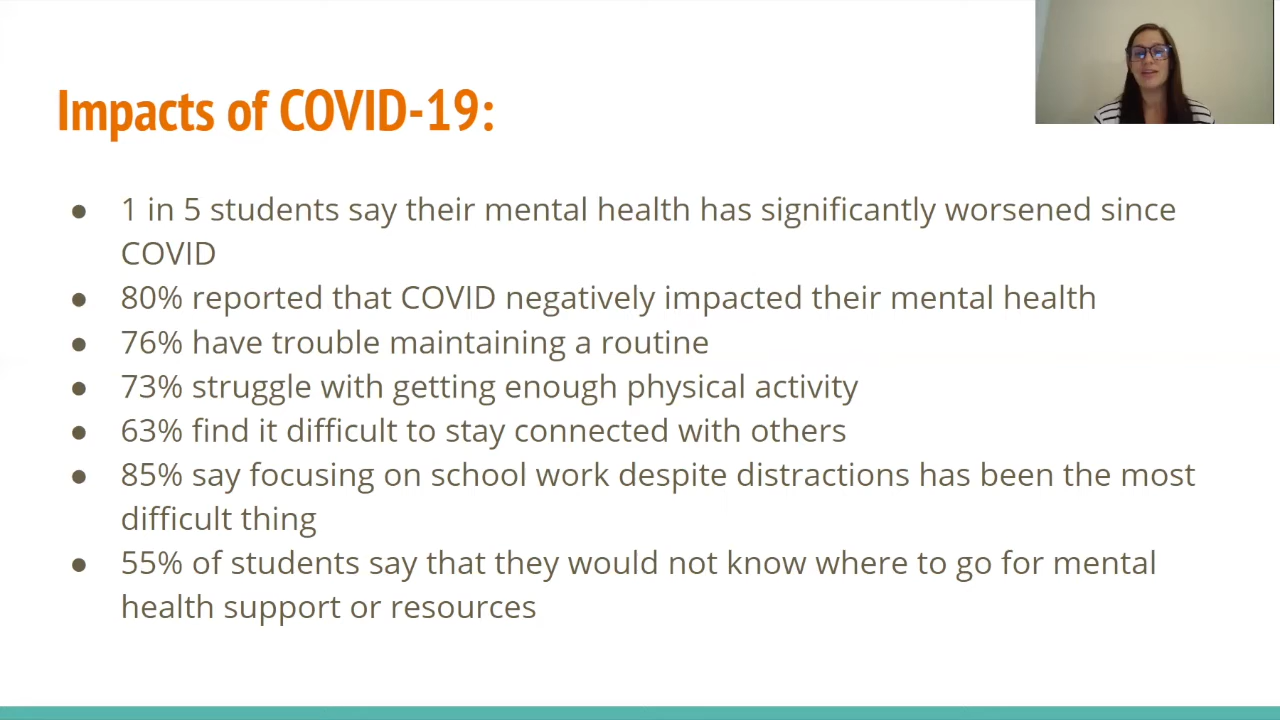 Impacts of COVID-19:
● 1 in 5 students say their mental health has significantly worsened since
COVID
● 80% reported that COVID negatively impacted their mental health
● 76% have trouble maintaining a routine
● 73% struggle with getting enough physical activity
● 63% find it difficult to stay connected with others
● 85% say focusing on school work despite distractions has been the most
difficult thing
● 55% of students say that they would not know where to go for mental
health support or resources